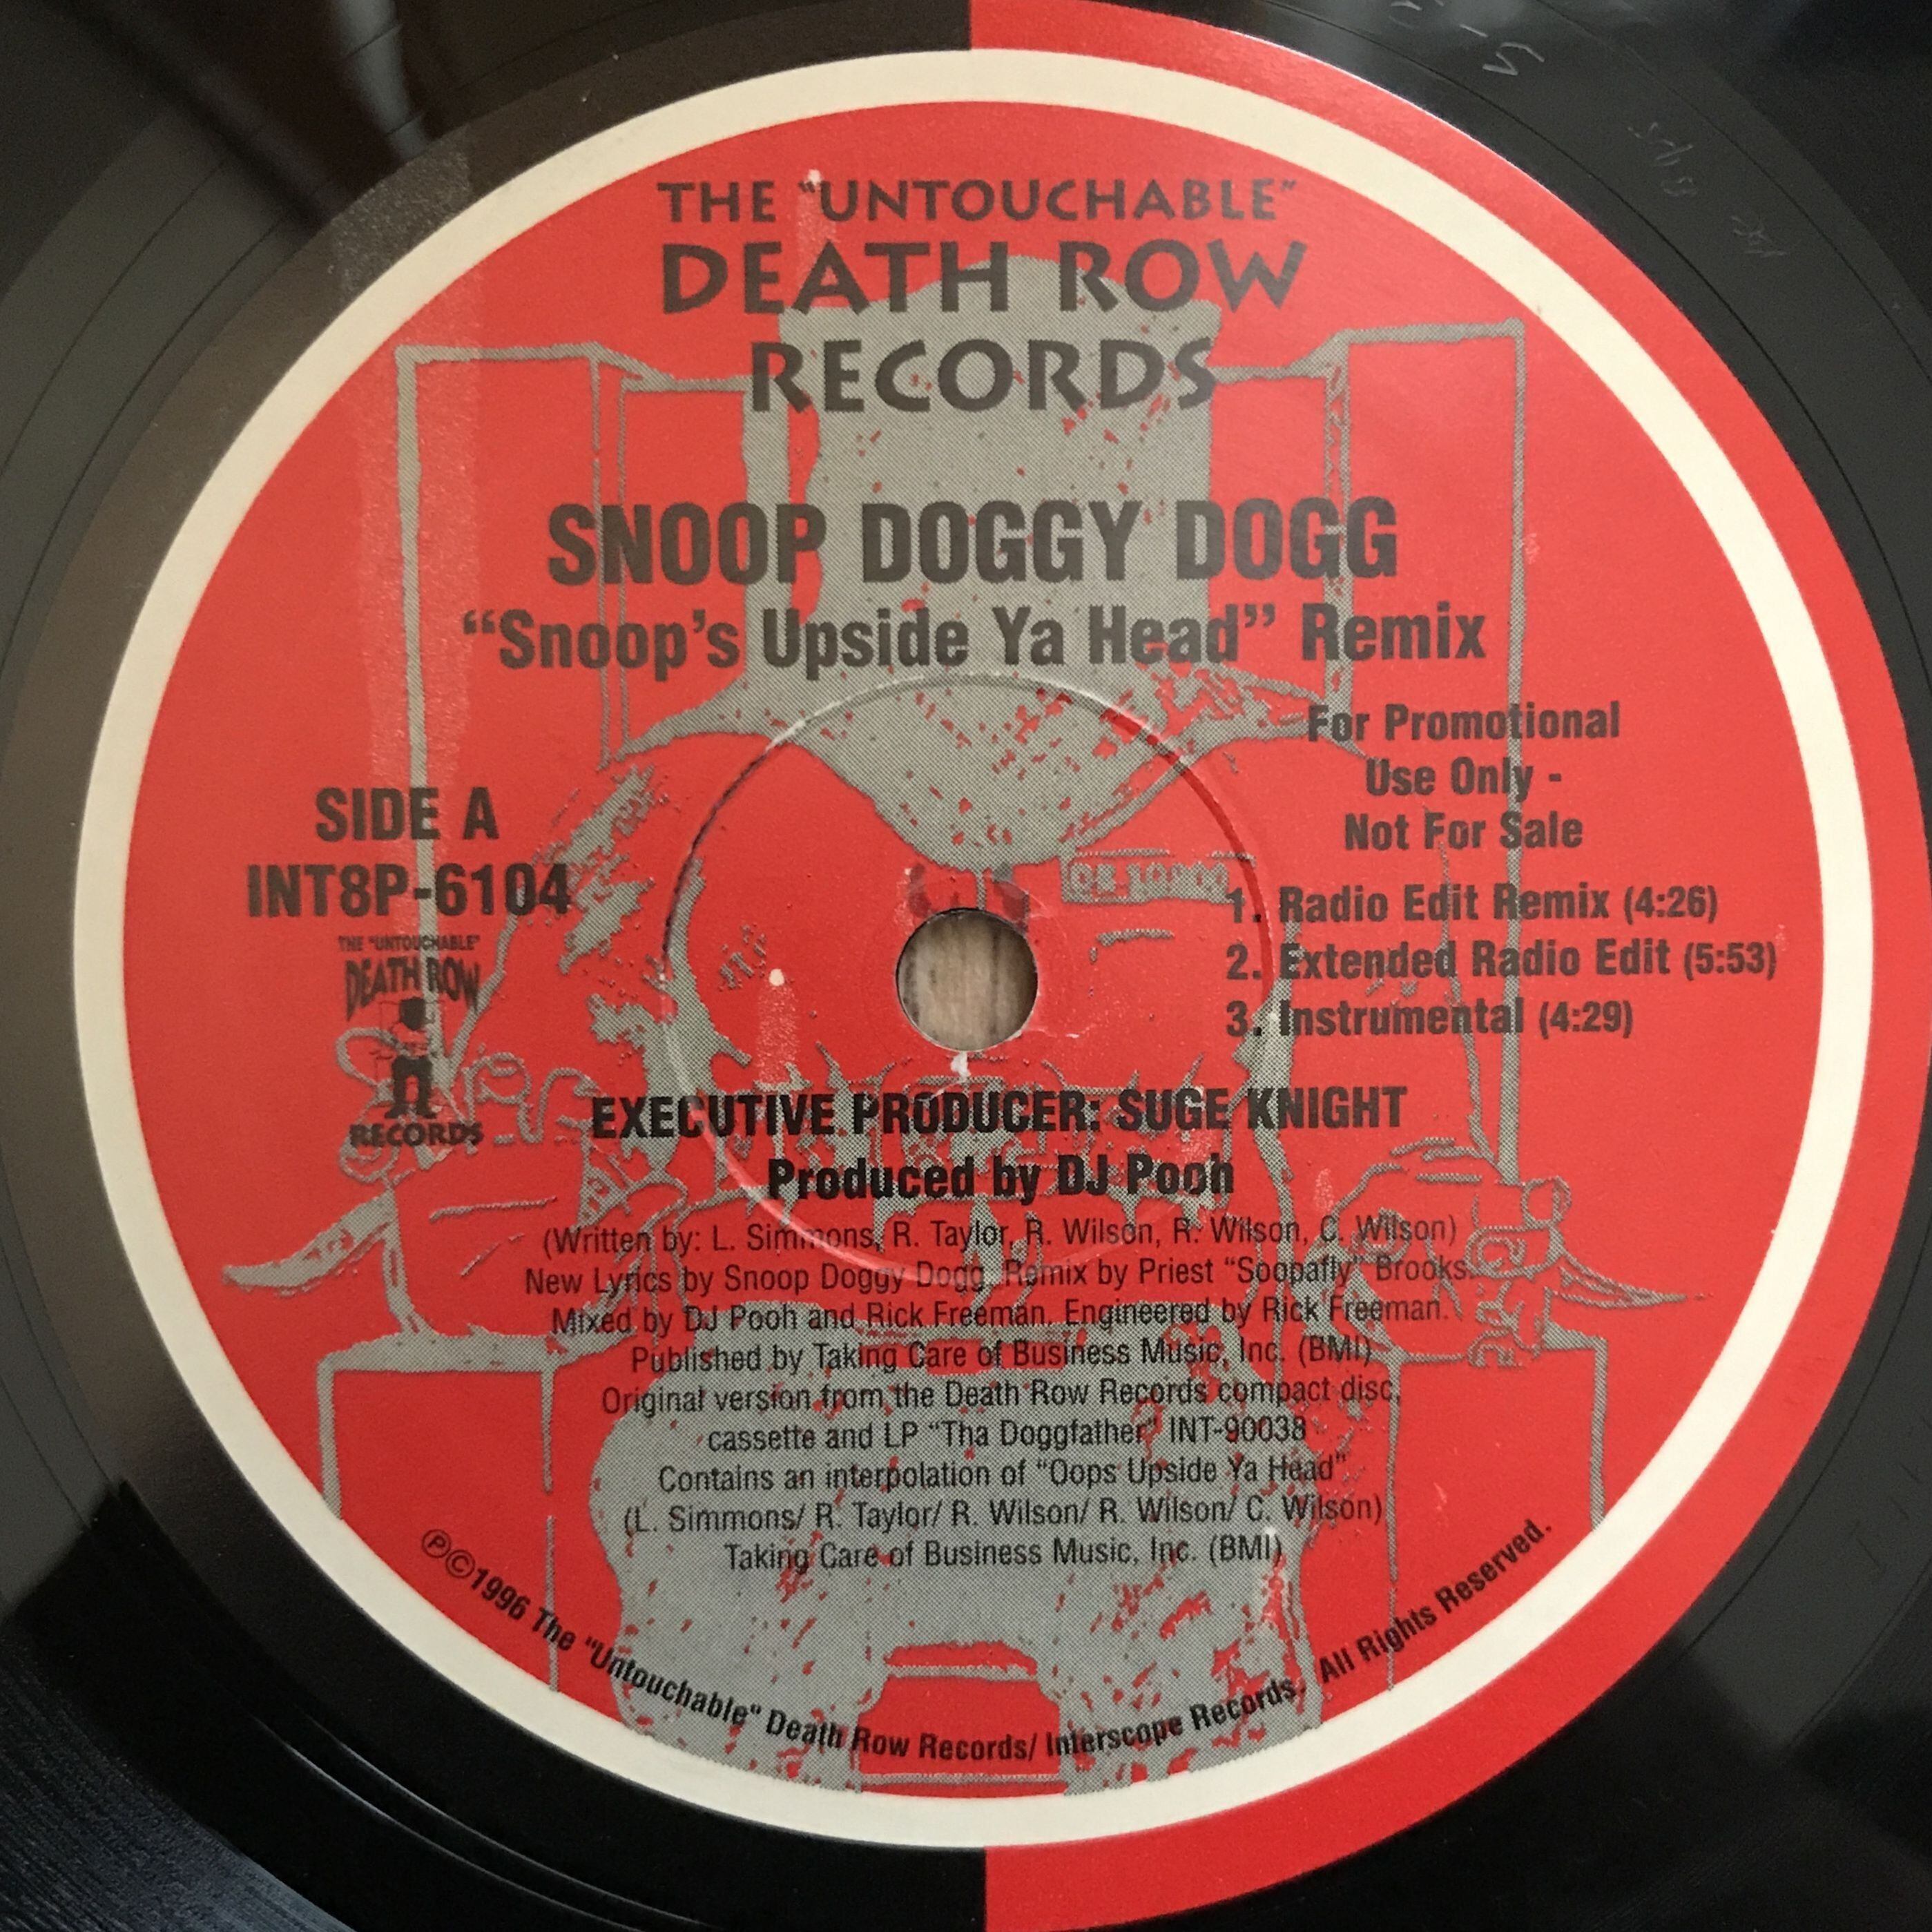 THE "UNTOUCHABLE"
DEATH ROW
RECORDS
SNOOP DOGGY DOGG
“Snoop’s Upside Ya Head” Remix
For Promotional
Use Only -
Not For Sale
SIDE A
INT8P-6104
THE "UNTOUCHABLE"
DEATH ROW
RECORDS
1. Radio Edit Remix (4:26)
2. Extended Radio Edit (5:53)
3. Instrumental (4:29)
EXECUTIVE PRODUCER: SUGE KNIGHT
Produced by DJ Pooh
(Written by: L. Simmons, R. Taylor, R. Wilson, R. Wilson, C. Wilson)
New Lyrics by Snoop Doggy Dogg, Remix by Priest “Soopafly” Brooks.
Mixed by DJ Pooh and Rick Freeman. Engineered by Rick Freeman.
Published by Taking Care of Business Music, Inc. (BMI)
Original version from the Death Row Records compact disc,
cassette and LP “Tha Doggfather” INT-90038
Contains an interpolation of “Oops Upside Ya Head”
(L. Simmons/ R. Taylor/ R. Wilson/ R. Wilson/ C. Wilson)
Taking Care of Business Music, Inc. (BMI)
℗©1996 The "Untouchable" Death Row Records/ Interscope Records. All Rights Reserved.